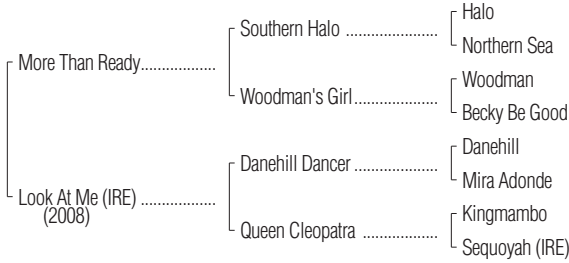 Halo
Southern Halo .....................
Northern Sea
More Than Ready.................
Woodman
Woodman's Girl ...................
Becky Be Good
Danehill
Danehill Dancer ...................
Mira Adonde
Look At Me (IRE) .................
(2008)
Kingmambo
Queen Cleopatra .................
Sequoyah (IRE)